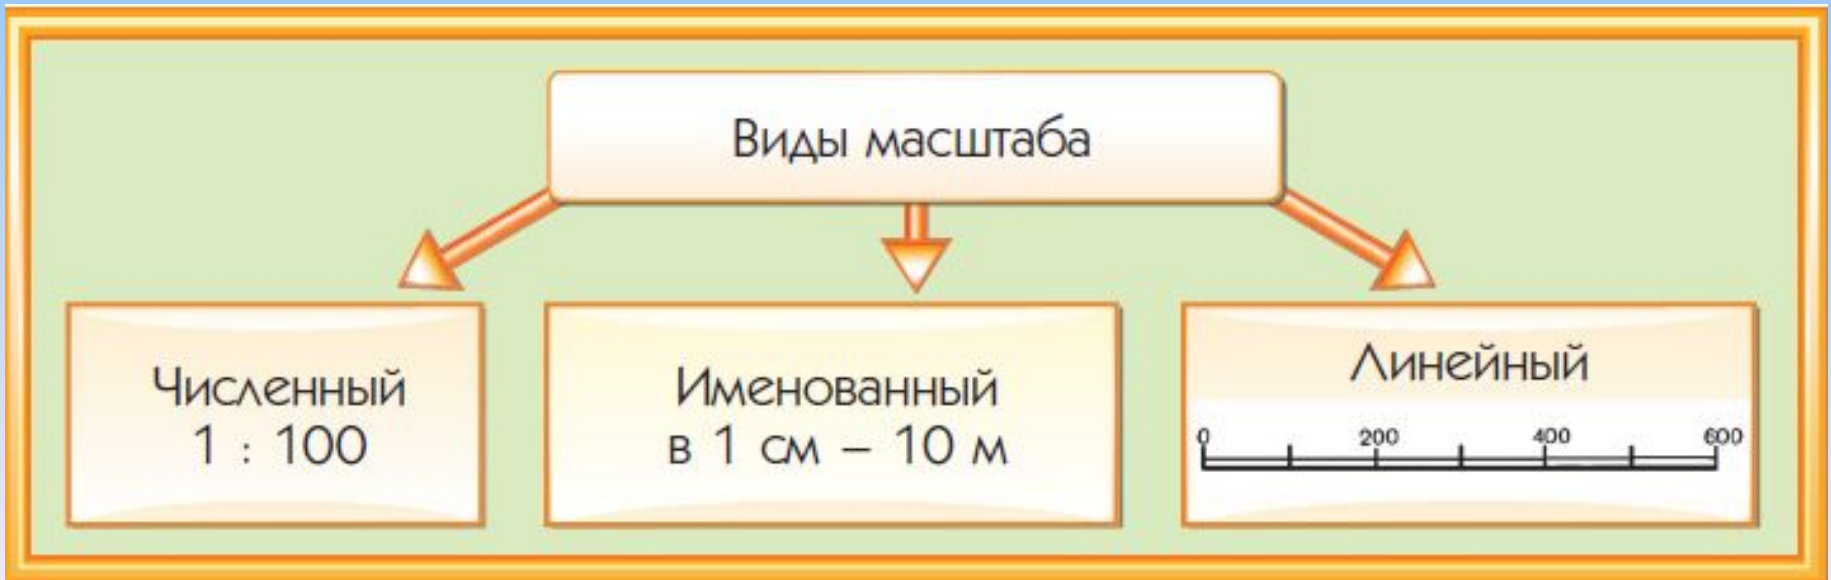 Виды масштаба
Численный
1 : 100
Именованный
в 1 см – 10 м
Линейный
0 200 400 600